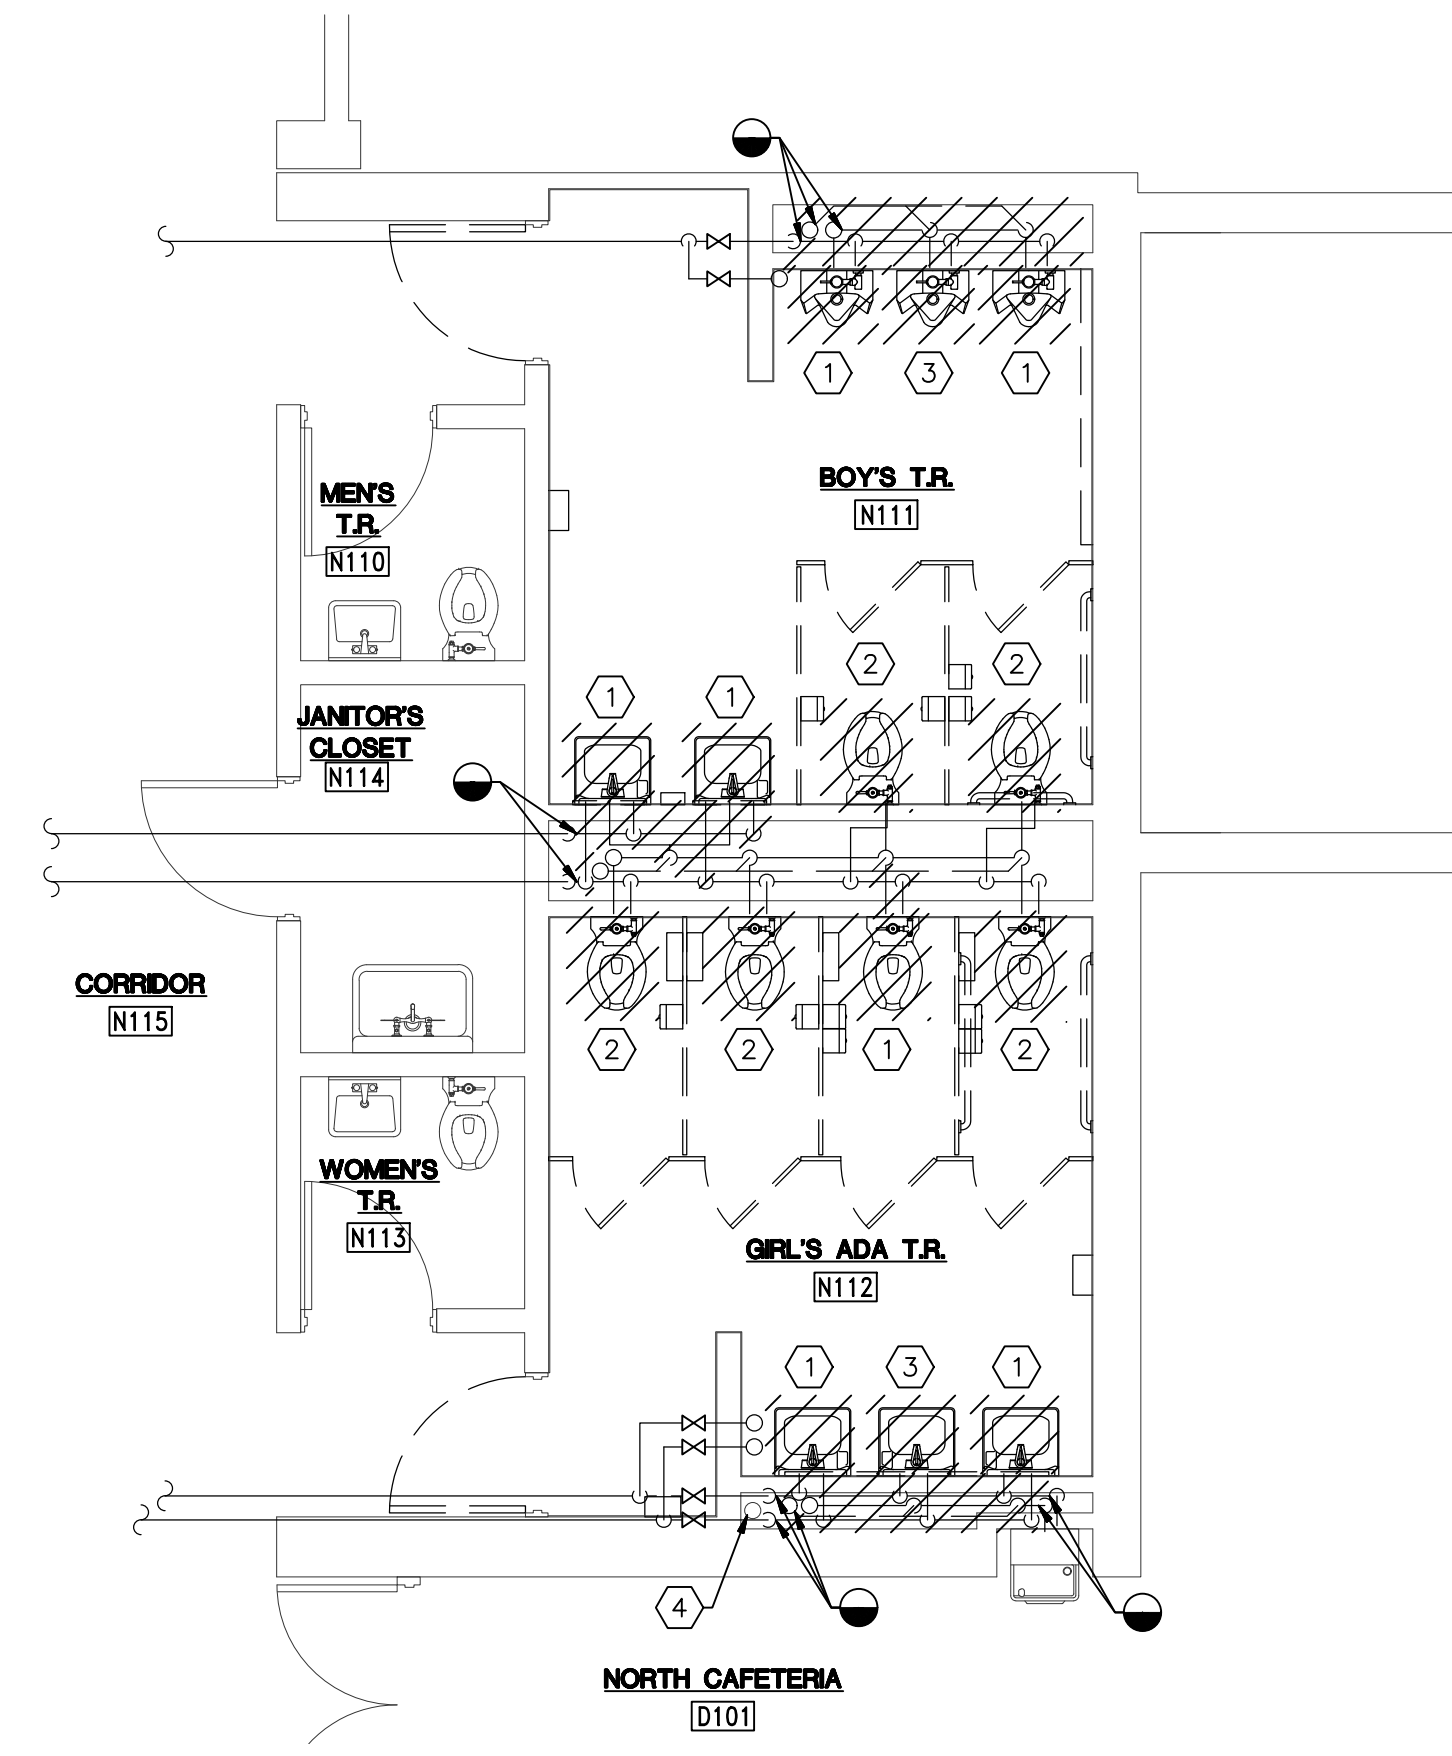 1
3
1
BOY'S T.R.
N111
MEN'S
T.R.
N110
2
2
1
1
JANITOR'S
CLOSET
N114
CORRIDOR
N115
2
2
1
2
WOMEN'S
T.R.
N113
GIRL'S ADA T.R.
N112
1
3
1
4
NORTH CAFETERIA
D101